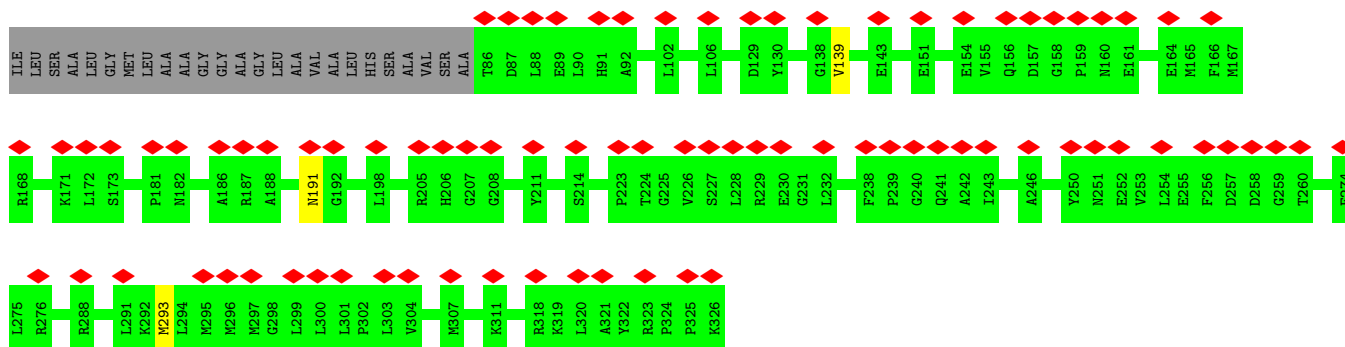 ILE LEU SER ALA LEU GLY MET LEU ALA ALA GLY GLY ALA GLY LEU ALA VAL ALA LEU HIS SER ALA VAL SER ALA T86 D87 L88 E89 L90 H91 A92 L102 L106 D129 Y130 G138 V139 E143 E151 E154 V155 Q156 D157 G158 P159 N160 E161 E164 M165 F166 M167
R168 K171 L172 S173 P181 N182 A186 R187 A188 N191 G192 L198 R205 H206 G207 G208 Y211 S214 P223 T224 G225 V226 S227 L228 R229 E230 G231 L232 F238 P239 G240 Q241 A242 I243 A246 Y250 N251 E252 V253 L254 E255 F256 D257 D258 G259 T260
L275 R276 R288 L291 K292 M293 L294 M295 M296 M297 G298 L299 L300 L301 P302 L303 V304 M307 K311 R318 K319 L320 A321 Y322 R323 P324 P325 K326